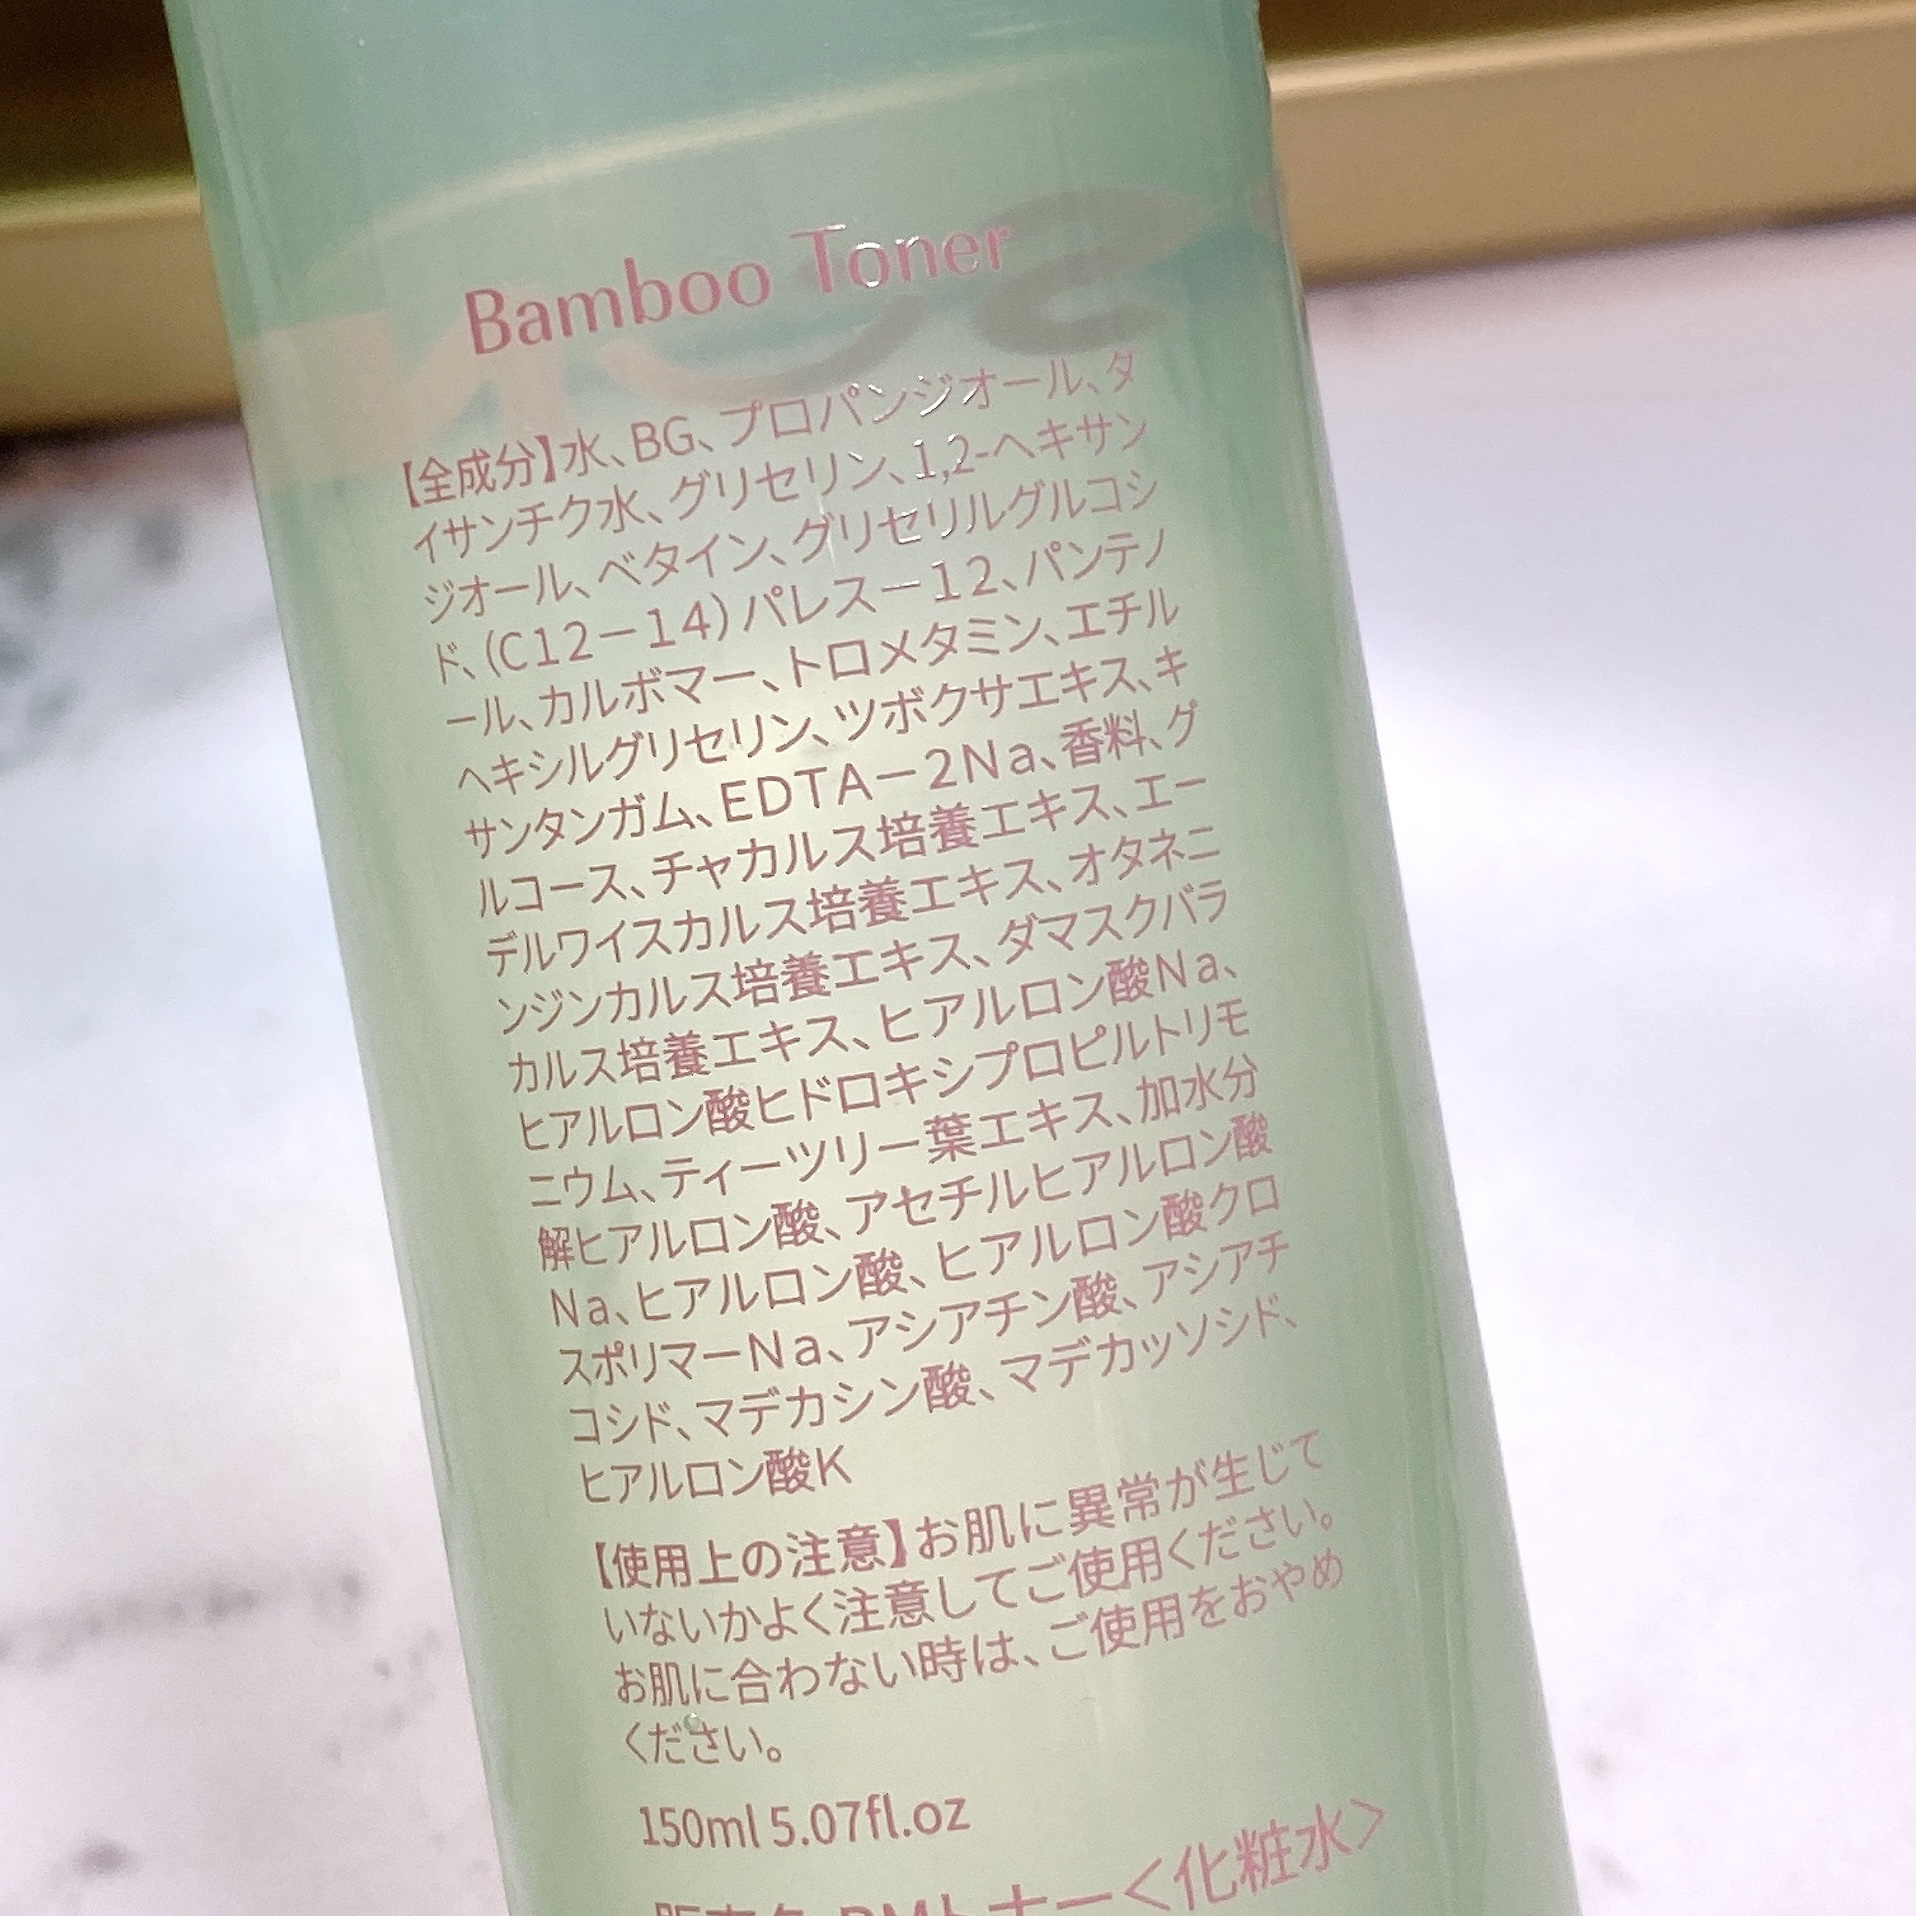 Bamboo Toner
【全成分】水、BG、プロパンジオール、ダ
イサンチク水、グリセリン、1,2-ヘキサン
ジオール、ベタイン、グリセリルグルコシ
ド、(C12－14)パレス－12、パンテノ
ール、カルボマー、トロメタミン、エチル
ヘキシルグリセリン、ツボクサエキス、キ
サンタンガム、EDTA－2Na、香料、グ
ルコース、チャカルス培養エキス、エー
デルワイスカルス培養エキス、オタネニ
ンジンカルス培養エキス、ダマスクバラ
カルス培養エキス、ヒアルロン酸Na、
ヒアルロン酸ヒドロキシプロピルトリモ
ニウム、ティーツリー葉エキス、加水分
解ヒアルロン酸、アセチルヒアルロン酸
Na、ヒアルロン酸、ヒアルロン酸クロ
スポリマーNa、アシアチン酸、アシアチ
コシド、マデカシン酸、マデカッソシド、
ヒアルロン酸K
【使用上の注意】お肌に異常が生じて
いないかよく注意してご使用ください。
お肌に合わない時は、ご使用をおやめ
ください。
150ml 5.07fl.oz
トナー＜化粧水＞